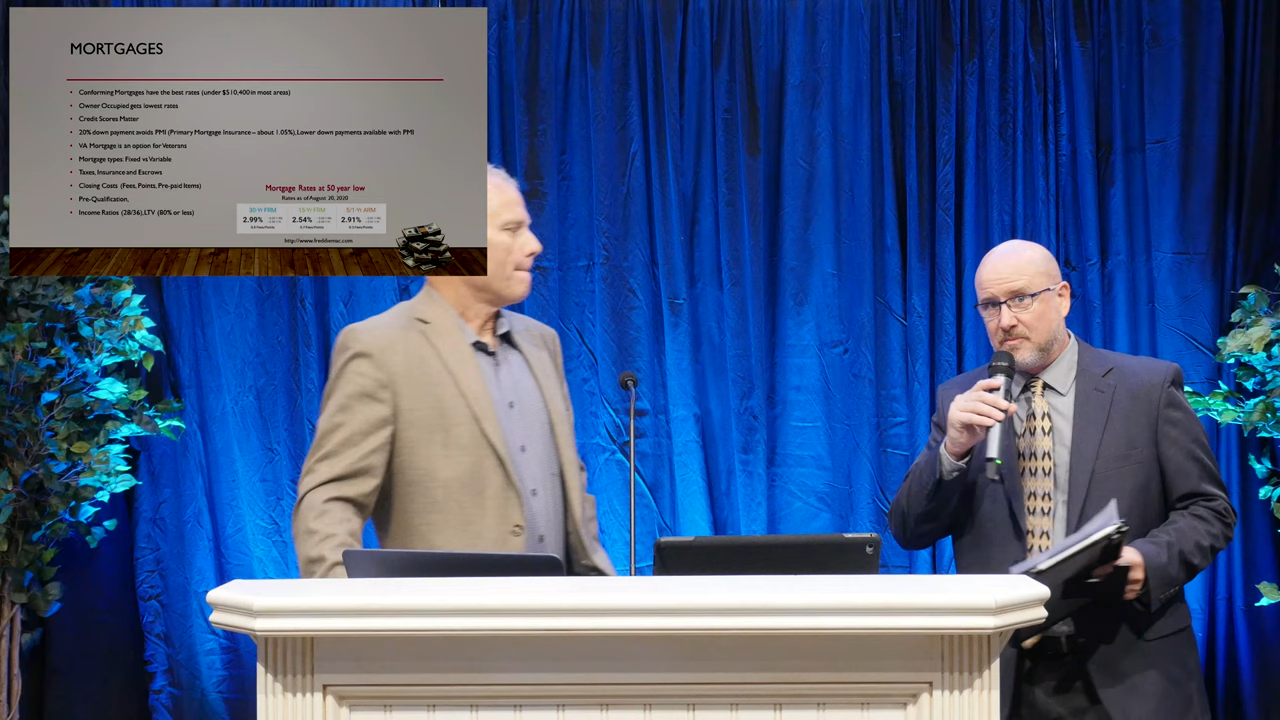 MORTGAGES
• Conforming Mortgages have the best rates (under $510,400 in most areas)
• Owner Occupied gets lowest rates
• Credit Scores Matter
• 20% down payment avoids PMI (Primary Mortgage Insurance – about 1.05%), Lower down payments available with PMI
• VA Mortgage is an option for Veterans
• Mortgage types: Fixed vs Variable
• Taxes, Insurance and Escrows
• Closing Costs (Fees, Points, Pre-paid Items)
• Pre-Qualification,
• Income Ratios (28/36), LTV (80% or less)
Mortgage Rates at 50 year low
Rates as of August 20, 2020
30-Yr FRM 15-Yr FRM 5/1-Yr ARM
2.99% 2.54% 2.91%
http://www.freddiemac.com